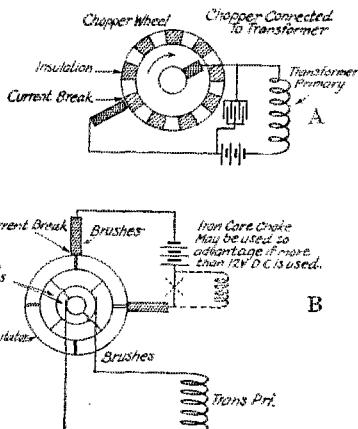 Chopper Wheel
Chopper Connected
To Transformer
Insulation
Transformer
Primary
Current Break
A
Current Break
Brushes
Iron Core Choke
May be used to
advantage if more
than 12V DC is used.
B
Brushes
Trans Pri.